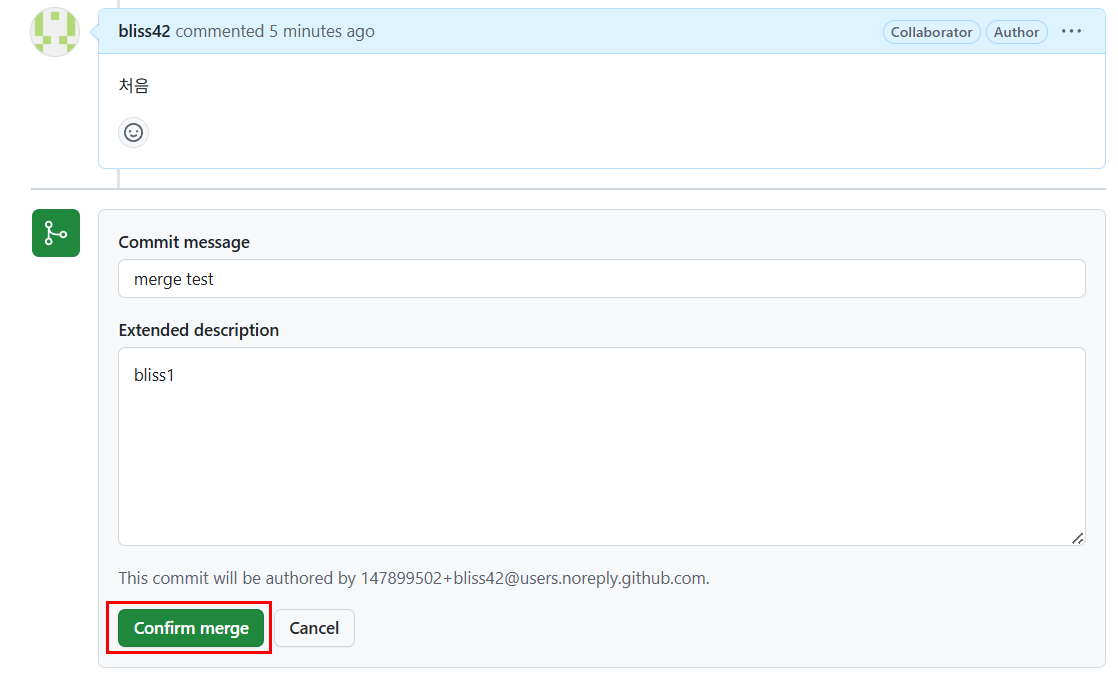 bliss42 commented 5 minutes ago Collaborator Author
처음
Commit message
merge test
Extended description
bliss1
This commit will be authored by 147899502+bliss42@users.noreply.github.com.
Confirm merge Cancel